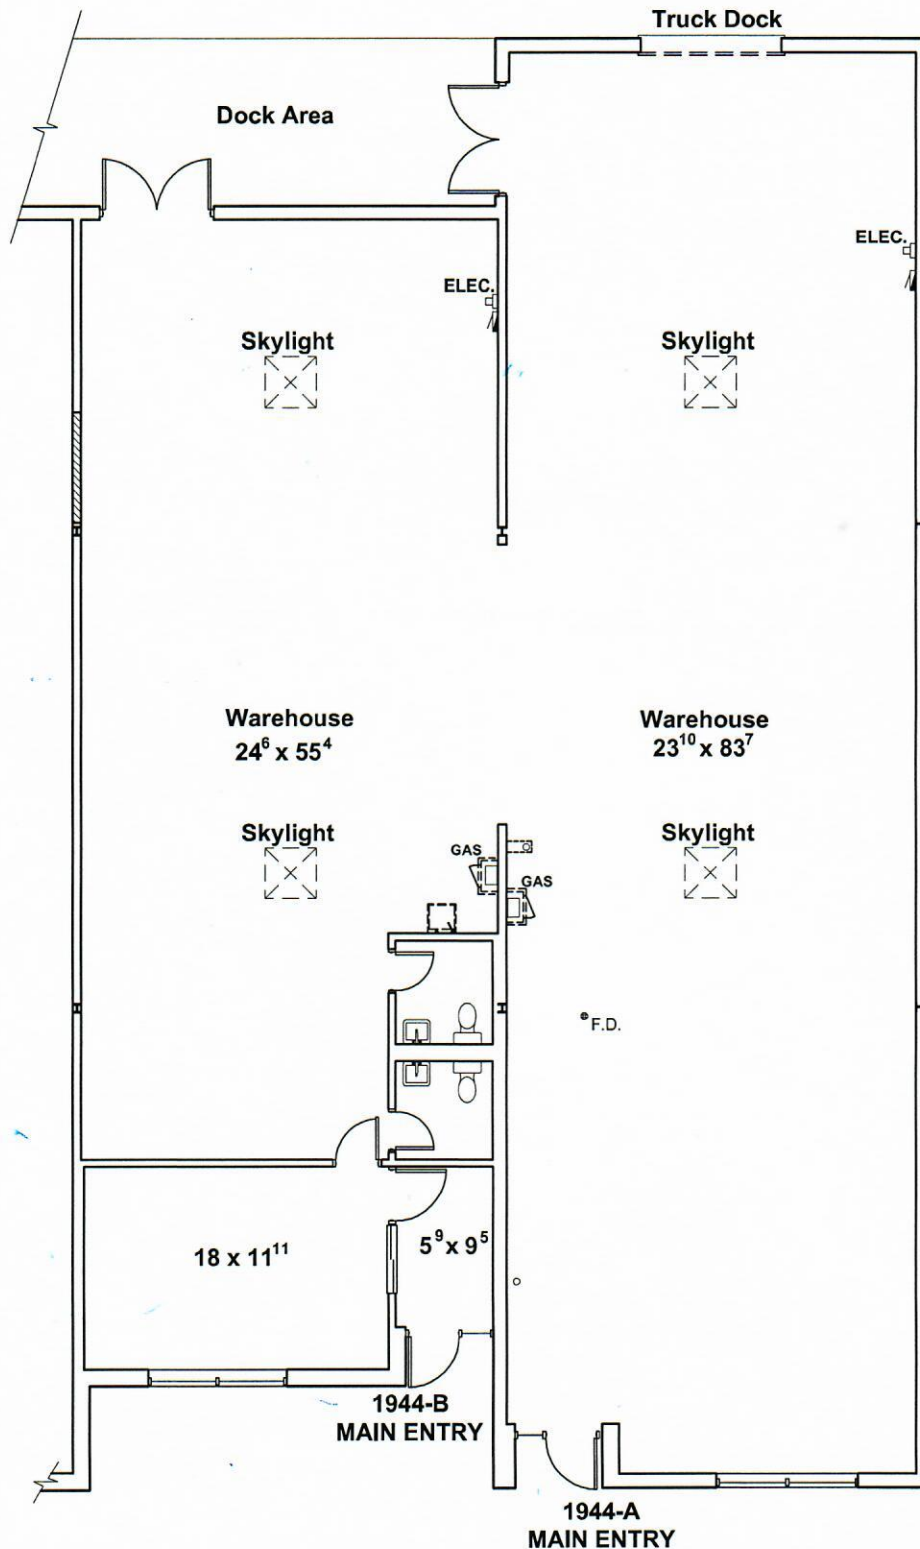 Truck Dock
Dock Area
ELEC.
ELEC.
Skylight
Skylight
Warehouse
24⁶ x 55⁴
Warehouse
23¹⁰ x 83⁷
Skylight
Skylight
GAS
GAS
F.D.
18 x 11¹¹
5⁹ x 9⁵
1944-B
MAIN ENTRY
1944-A
MAIN ENTRY